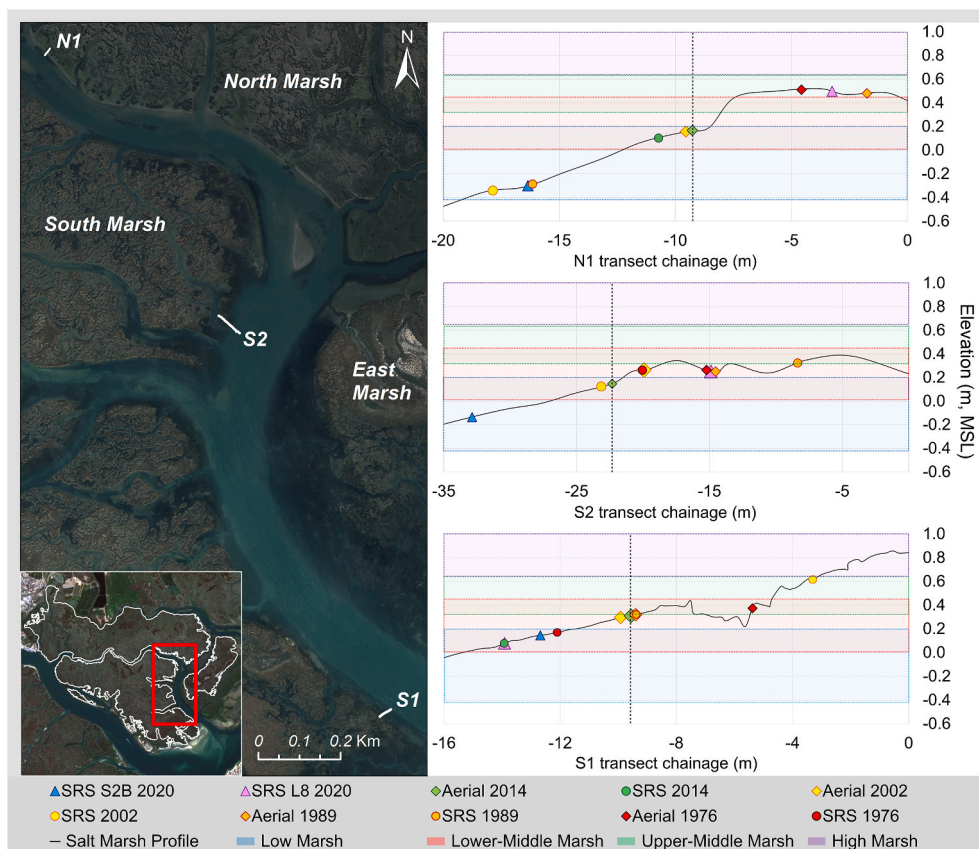 N1
N
North Marsh
South Marsh
S2
East Marsh
S1
0 0.1 0.2 Km
1.0
0.8
0.6
0.4
0.2
0.0
-0.2
-0.4
-0.6
-20 -15 -10 -5 0
N1 transect chainage (m)
1.0
0.8
0.6
0.4
0.2
0.0
-0.2
-0.4
-0.6
-35 -25 -15 -5
S2 transect chainage (m)
1.0
0.8
0.6
0.4
0.2
0.0
-0.2
-0.4
-0.6
-16 -12 -8 -4 0
S1 transect chainage (m)
Elevation (m, MSL)
SRS S2B 2020 SRS L8 2020 Aerial 2014 SRS 2014 Aerial 2002
SRS 2002 Aerial 1989 SRS 1989 Aerial 1976 SRS 1976
Salt Marsh Profile Low Marsh Lower-Middle Marsh Upper-Middle Marsh High Marsh